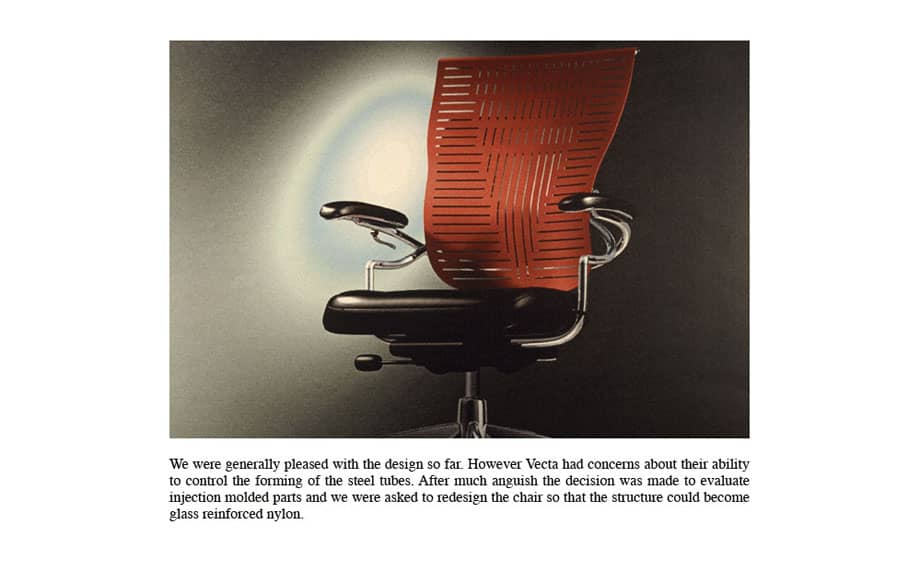 We were generally pleased with the design so far. However Vecta had concerns about their ability
to control the forming of the steel tubes. After much anguish the decision was made to evaluate
injection molded parts and we were asked to redesign the chair so that the structure could become
glass reinforced nylon.